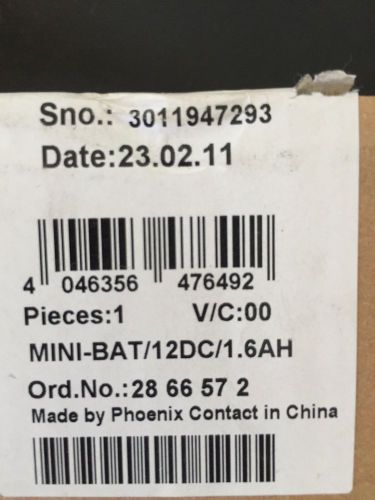 Sno.: 3011947293
Date:23.02.11
4 046356 476492
Pieces:1 V/C:00
MINI-BAT/12DC/1.6AH
Ord.No.:28 66 57 2
Made by Phoenix Contact in China